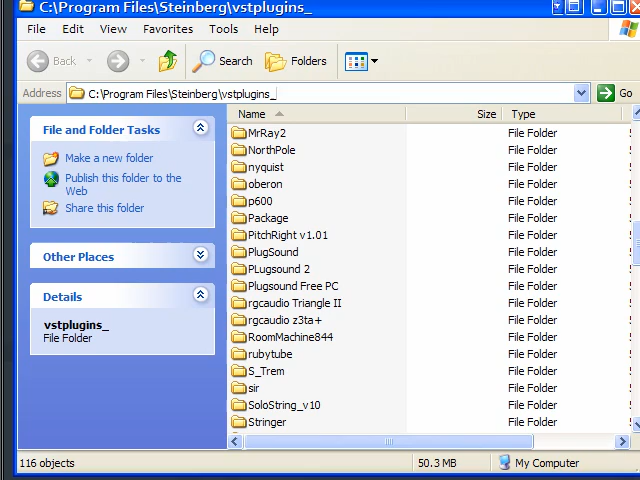 C:\Program Files\Steinberg\vstplugins_
File Edit View Favorites Tools Help
Back Search Folders
Address C:\Program Files\Steinberg\vstplugins_ Go
File and Folder Tasks
Make a new folder
Publish this folder to the
Web
Share this folder
Other Places
Details
vstplugins_
File Folder
Name Size Type
MrRay2 File Folder
NorthPole File Folder
nyquist File Folder
oberon File Folder
p600 File Folder
Package File Folder
PitchRight v1.01 File Folder
PlugSound File Folder
PLugsound 2 File Folder
Plugsound Free PC File Folder
rgcaudio Triangle II File Folder
rgcaudio z3ta+ File Folder
RoomMachine844 File Folder
rubytube File Folder
S_Trem File Folder
sir File Folder
SoloString_v10 File Folder
Stringer File Folder
116 objects 50.3 MB My Computer